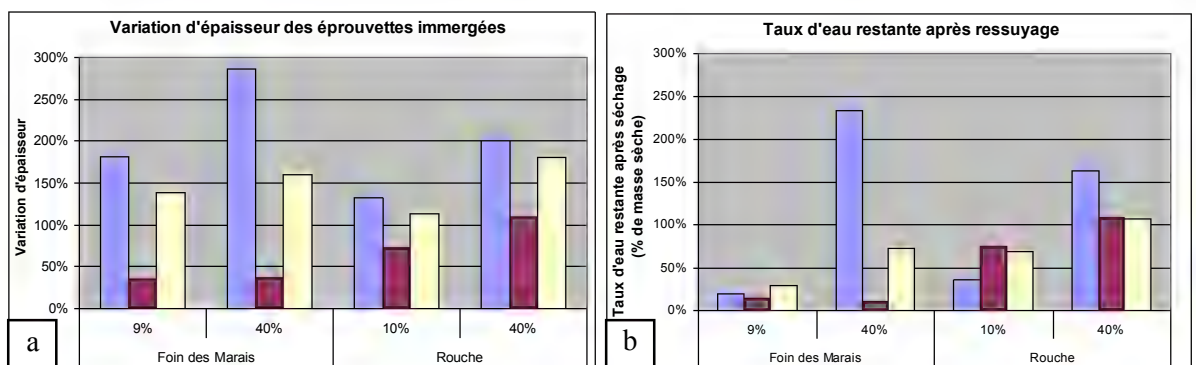 Variation d'épaisseur des éprouvettes immergées
Variation d'épaisseur
300%
250%
200%
150%
100%
50%
0%
9%
40%
10%
40%
Foin des Marais
Rouche
a
Taux d'eau restante après ressuyage
Taux d'eau restante après séchage
(% de masse sèche)
300%
250%
200%
150%
100%
50%
0%
9%
40%
10%
40%
Foin des Marais
Rouche
b